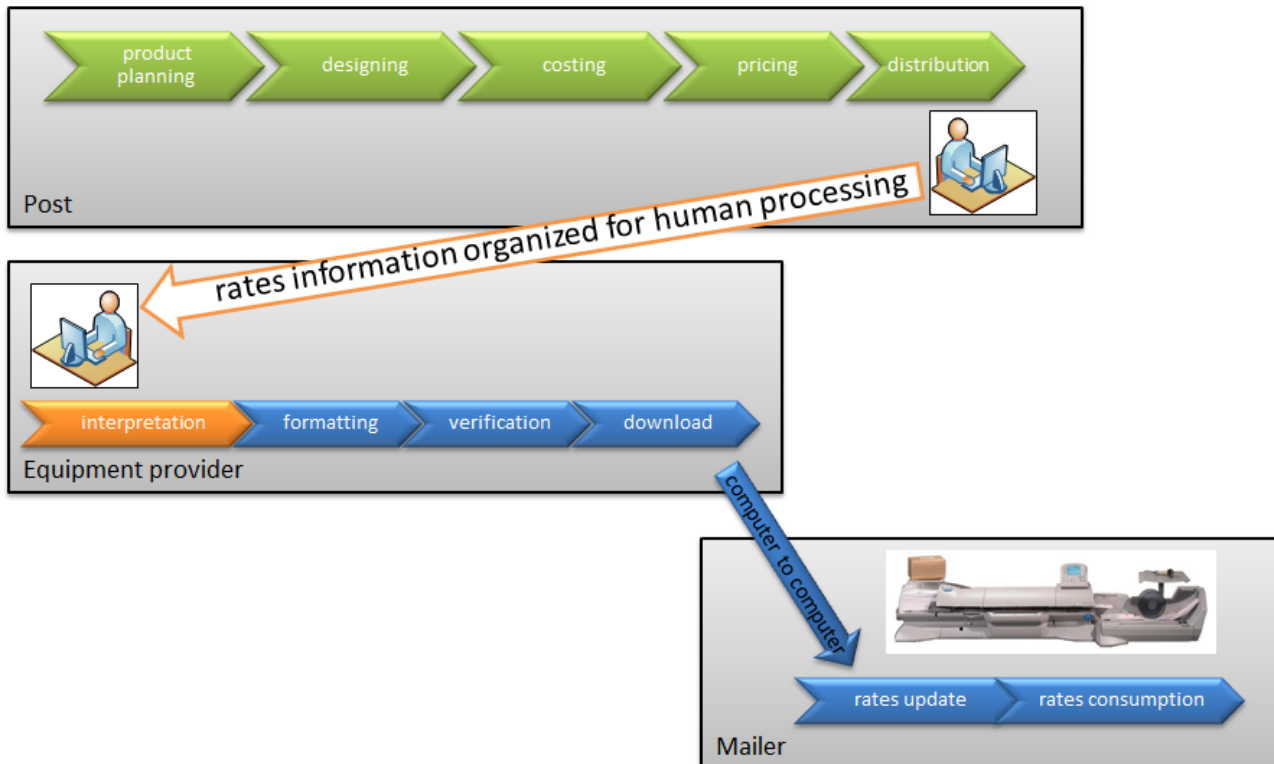 product
planning
designing
costing
pricing
distribution
Post
rates information organized for human processing
interpretation
formatting
verification
download
Equipment provider
computer to computer
rates update
rates consumption
Mailer